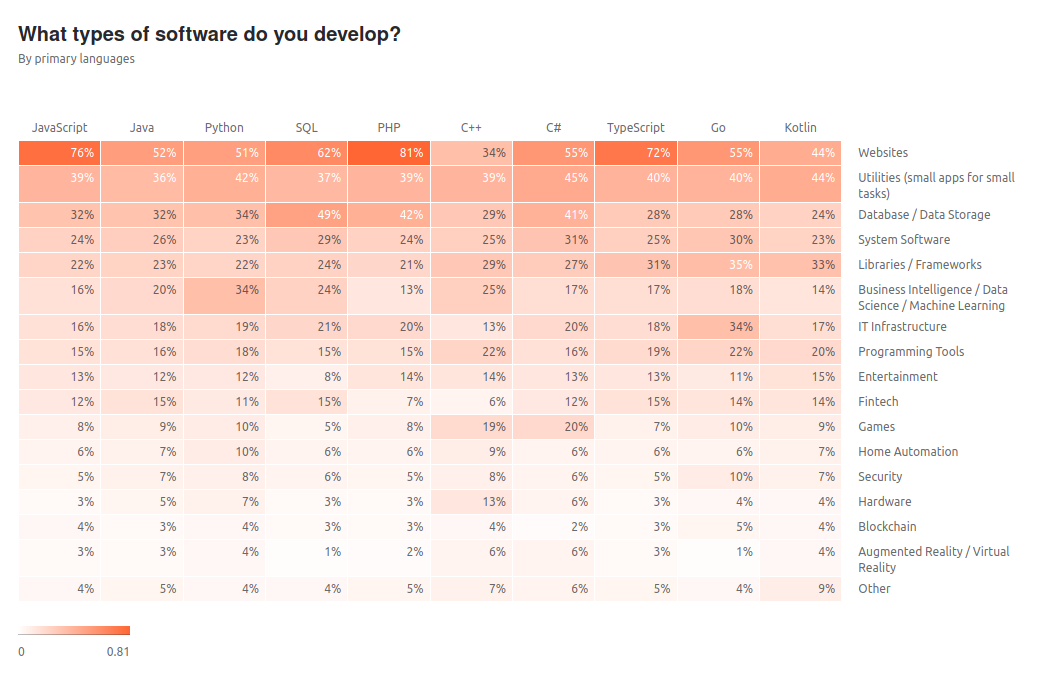 What types of software do you develop?
By primary languages
JavaScript Java Python SQL PHP C++ C# TypeScript Go Kotlin
76% 52% 51% 62% 81% 34% 55% 72% 55% 44% Websites
39% 36% 42% 37% 39% 39% 45% 40% 40% 44% Utilities (small apps for small
tasks)
32% 32% 34% 49% 42% 29% 41% 28% 28% 24% Database / Data Storage
24% 26% 23% 29% 24% 25% 31% 25% 30% 23% System Software
22% 23% 22% 24% 21% 29% 27% 31% 35% 33% Libraries / Frameworks
16% 20% 34% 24% 13% 25% 17% 17% 18% 14% Business Intelligence / Data
Science / Machine Learning
16% 18% 19% 21% 20% 13% 20% 18% 34% 17% IT Infrastructure
15% 16% 18% 15% 15% 22% 16% 19% 22% 20% Programming Tools
13% 12% 12% 8% 14% 14% 13% 13% 11% 15% Entertainment
12% 15% 11% 15% 7% 6% 12% 15% 14% 14% Fintech
8% 9% 10% 5% 8% 19% 20% 7% 10% 9% Games
6% 7% 10% 6% 6% 9% 6% 6% 6% 7% Home Automation
5% 7% 8% 6% 5% 8% 6% 5% 10% 7% Security
3% 5% 7% 3% 3% 13% 6% 3% 4% 4% Hardware
4% 3% 4% 3% 3% 4% 2% 3% 5% 4% Blockchain
3% 3% 4% 1% 2% 6% 6% 3% 1% 4% Augmented Reality / Virtual
Reality
4% 5% 4% 4% 5% 7% 6% 5% 4% 9% Other
0 0.81